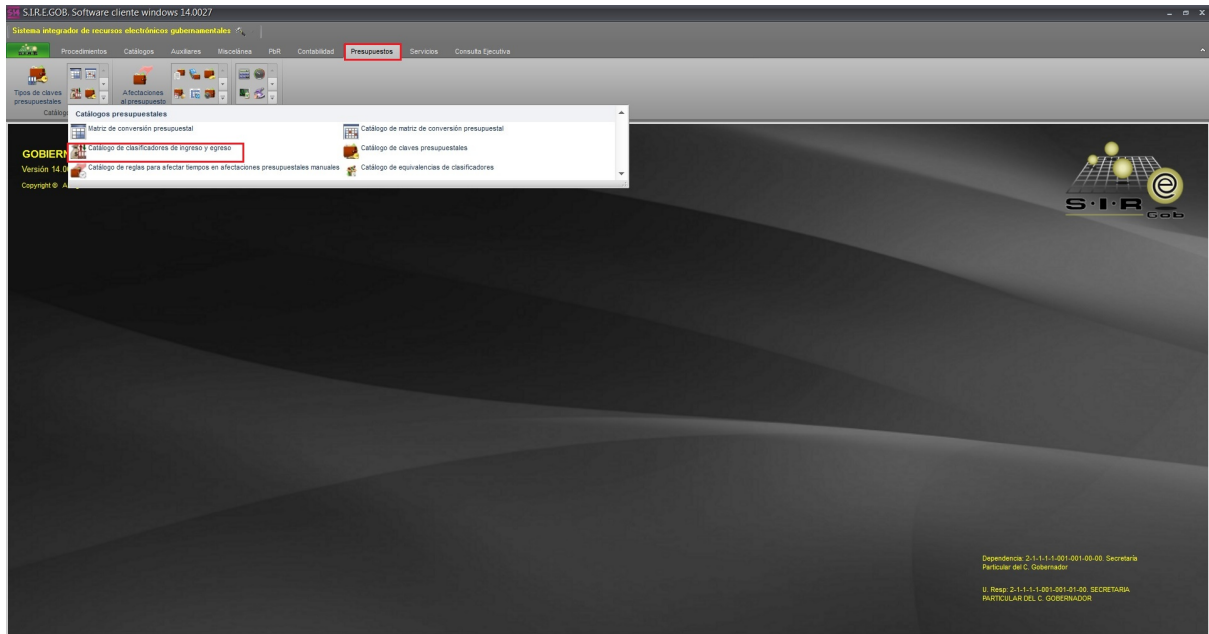 S14 S.I.R.E.GOB. Software cliente windows 14.0027
Sistema integrador de recursos electrónicos gubernamentales
Procedimientos Catálogos Auxiliares Miscelánea PbR Contabilidad Presupuestos Servicios Consulta Ejecutiva
Tipos de claves presupuestales
Afectaciones al presupuesto
Catálogos presupuestales
Matriz de conversión presupuestal
Catálogo de matriz de conversión presupuestal
Catálogo de clasificadores de ingreso y egreso
Catálogo de claves presupuestales
Catálogo de reglas para afectar tiempos en afectaciones presupuestales manuales
Catálogo de equivalencias de clasificadores
GOBIERN
Versión 14.0
Copyright ©
S·I·R e
Gob
Dependencia: 2-1-1-1-1-001-001-00-00. Secretaría
Particular del C. Gobernador
U. Resp: 2-1-1-1-1-001-001-01-00. SECRETARIA
PARTICULAR DEL C. GOBERNADOR